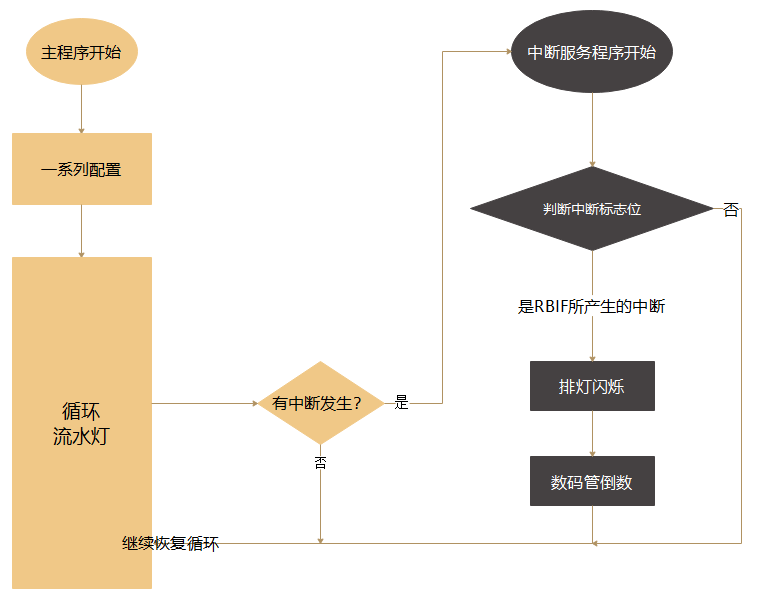 主程序开始
一系列配置
循环
流水灯
有中断发生？
是
否
继续恢复循环
中断服务程序开始
判断中断标志位
否
是RBIF所产生的中断
排灯闪烁
数码管倒数